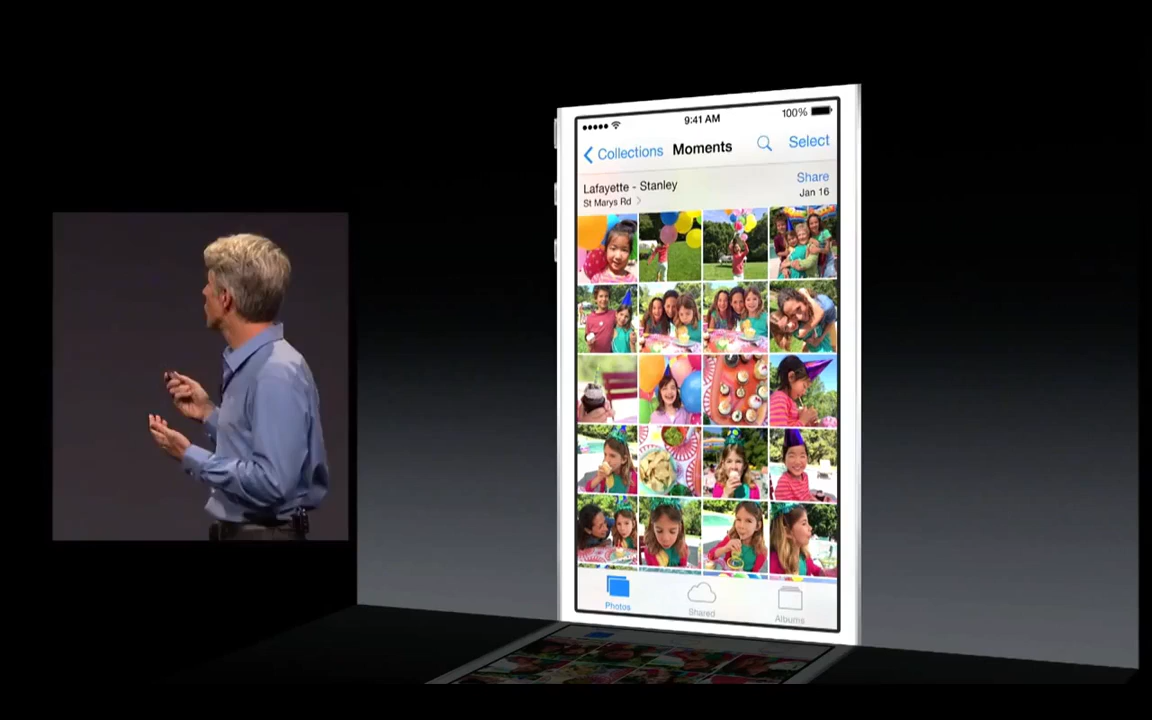 9:41 AM
100%
Collections
Moments
Select
Lafayette - Stanley
Share
St Marys Rd
Jan 16
Photos
Shared
Albums